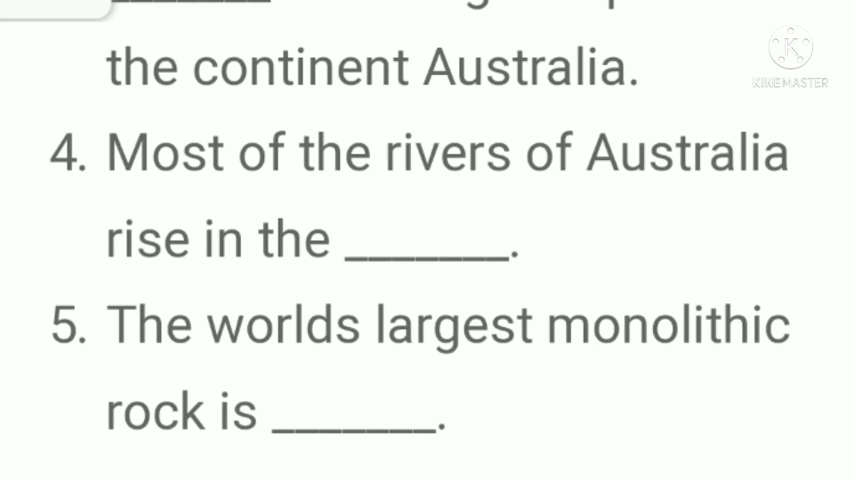 the continent Australia.
K
KINEMASTER
4. Most of the rivers of Australia
rise in the _______.
5. The worlds largest monolithic
rock is _______.